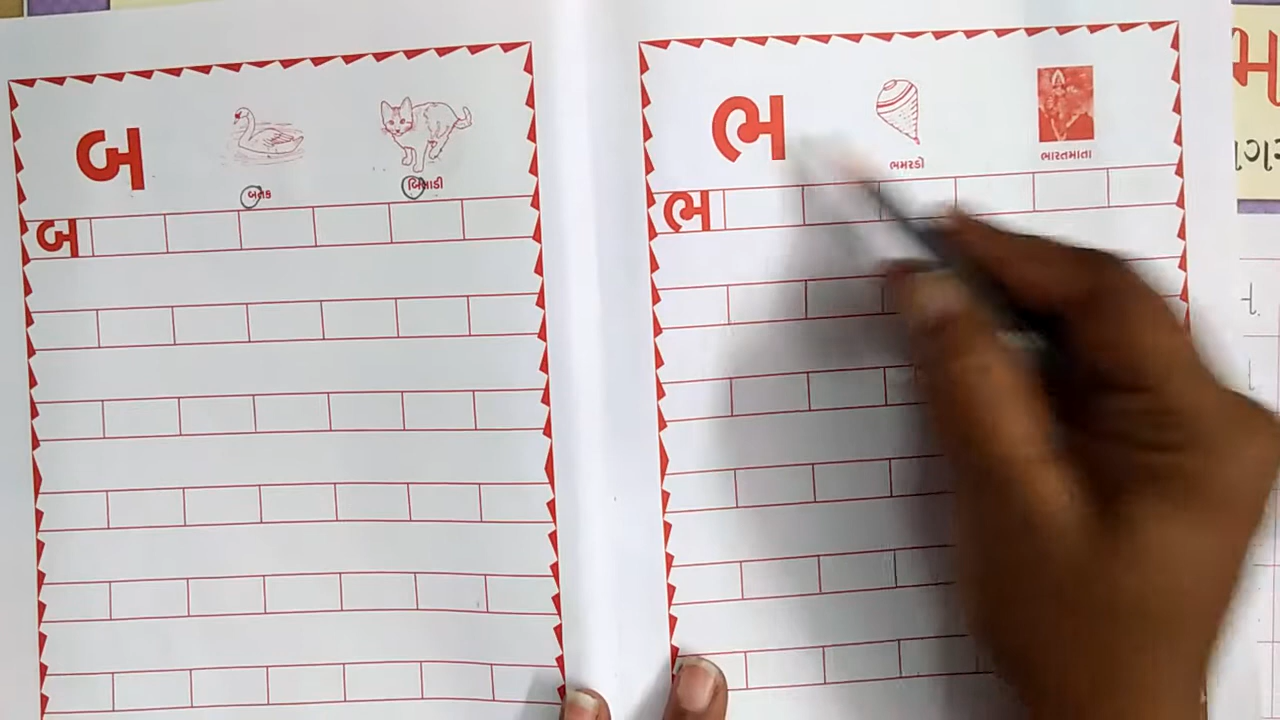 બ
બતક
બિલાડી
બ
ભ
ભમરડો
ભારતમાતા
ભ